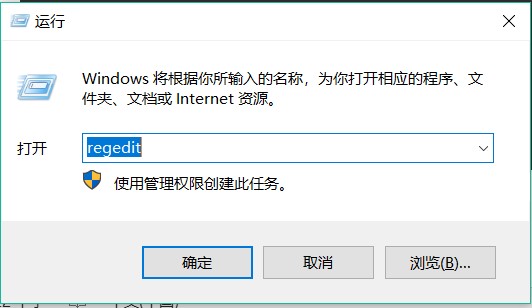 运行
Windows 将根据你所输入的名称，为你打开相应的程序、文
件夹、文档或 Internet 资源。
打开
regedit
使用管理权限创建此任务。
确定
取消
浏览(B)...